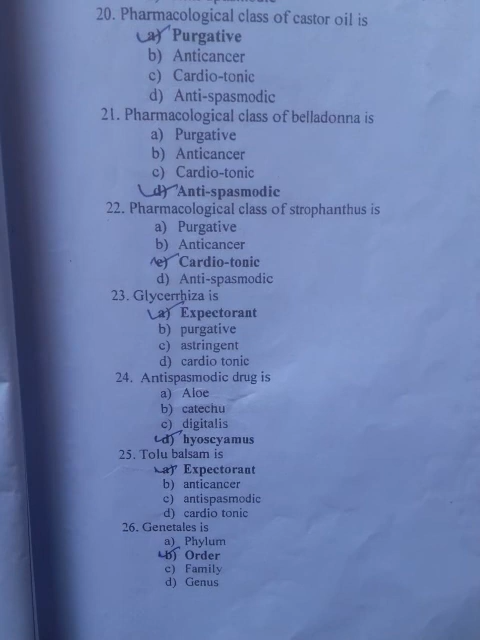 20. Pharmacological class of castor oil is
a) Purgative
b) Anticancer
c) Cardio-tonic
d) Anti-spasmodic
21. Pharmacological class of belladonna is
a) Purgative
b) Anticancer
c) Cardio-tonic
d) Anti-spasmodic
22. Pharmacological class of strophanthus is
a) Purgative
b) Anticancer
c) Cardio-tonic
d) Anti-spasmodic
23. Glycerrhiza is
a) Expectorant
b) purgative
c) astringent
d) cardio tonic
24. Antispasmodic drug is
a) Aloe
b) catechu
c) digitalis
d) hyoscyamus
25. Tolu balsam is
a) Expectorant
b) anticancer
c) antispasmodic
d) cardio tonic
26. Genetales is
a) Phylum
b) Order
c) Family
d) Genus